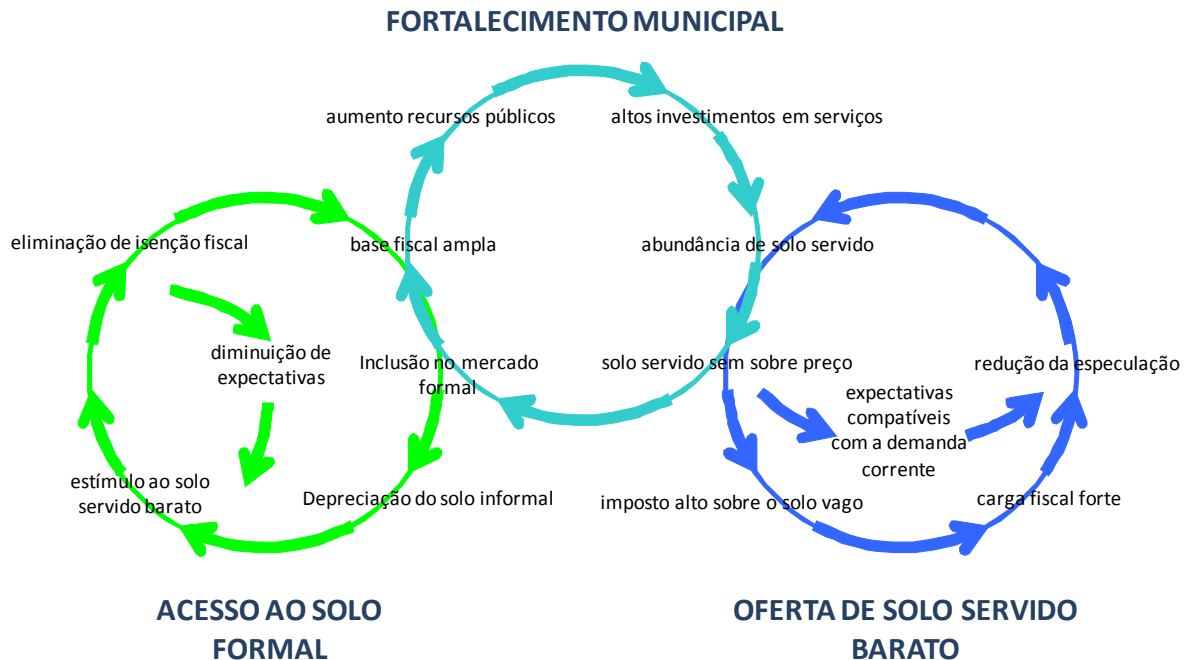 FORTALECIMENTO MUNICIPAL
aumento recursos públicos
altos investimentos em serviços
eliminação de isenção fiscal
base fiscal ampla
abundância de solo servido
diminuição de
expectativas
Inclusão no mercado
formal
solo servido sem sobre preço
redução da especulação
expectativas
compatíveis
com a demanda
corrente
estímulo ao solo
servido barato
Depreciação do solo informal
imposto alto sobre o solo vago
carga fiscal forte
ACESSO AO SOLO
FORMAL
OFERTA DE SOLO SERVIDO
BARATO